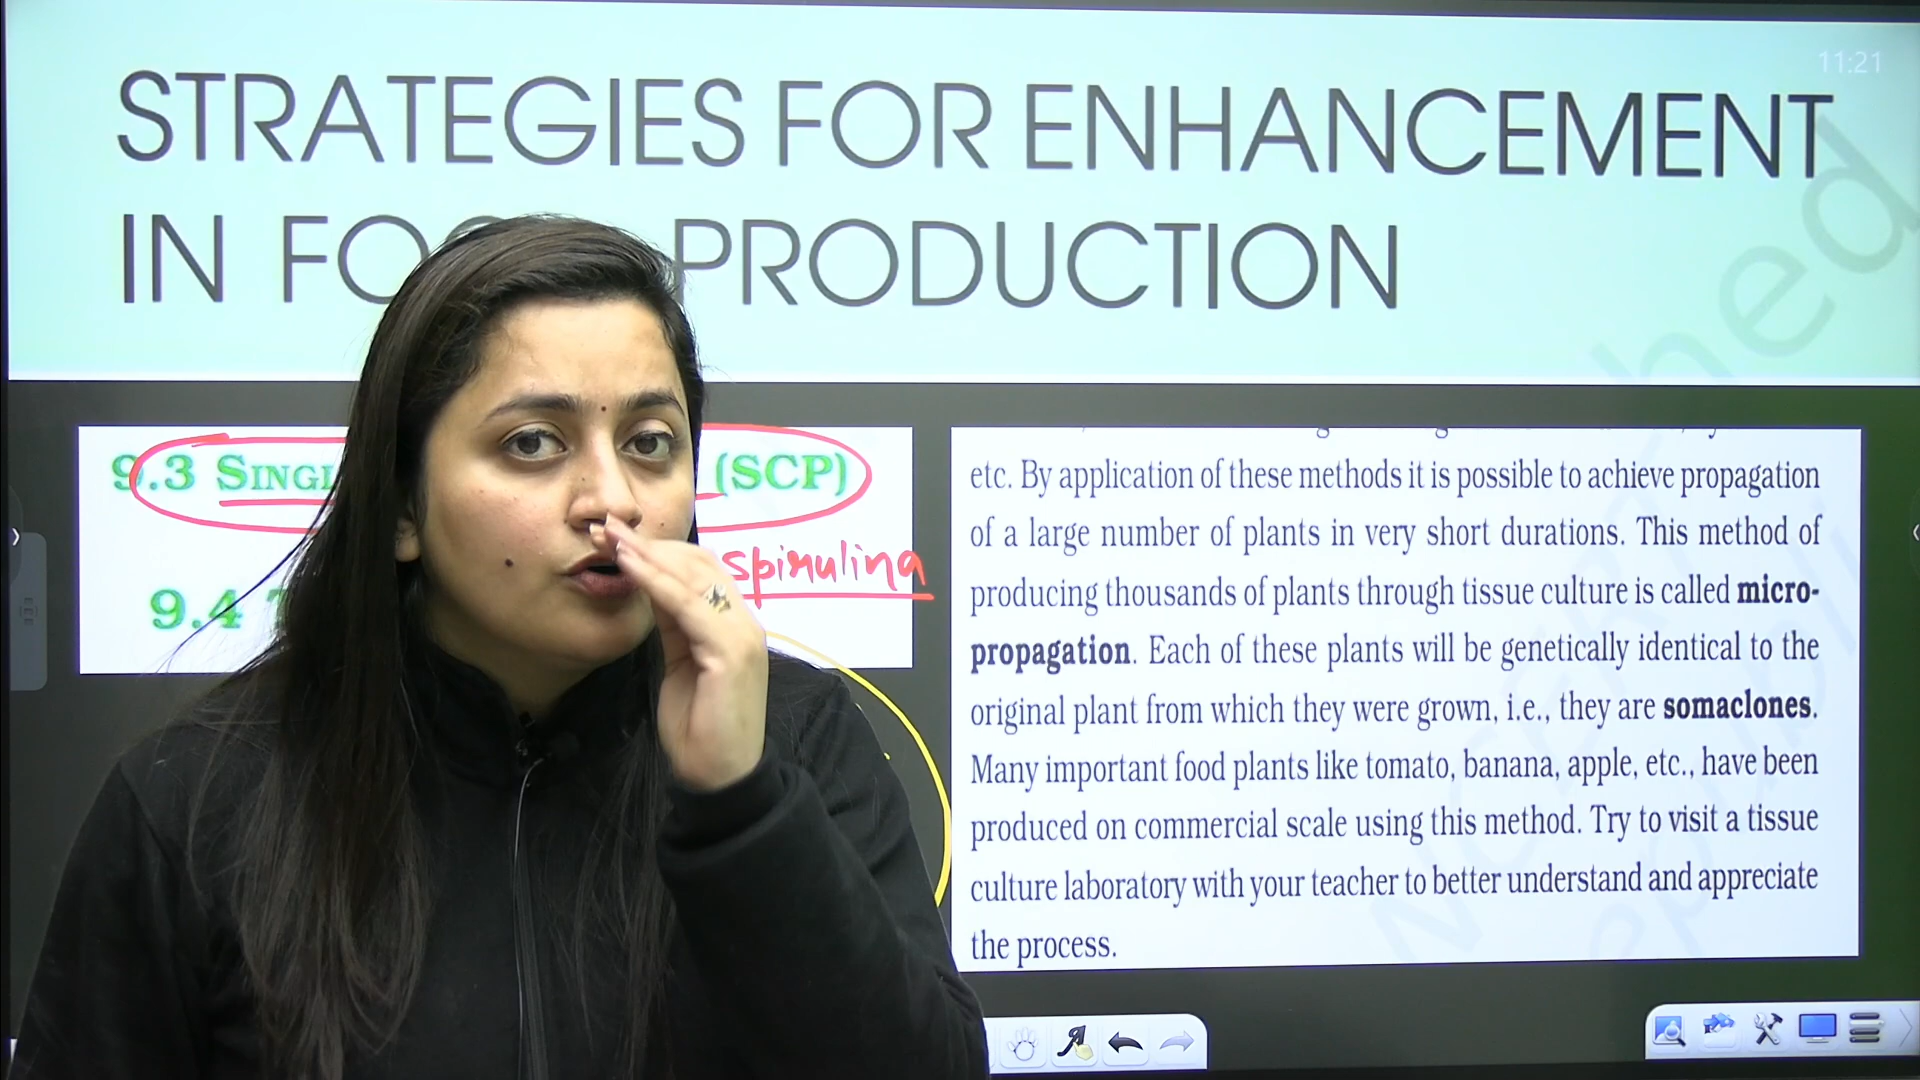 11:21
STRATEGIES FOR ENHANCEMENT
IN FO PRODUCTION
9.3 SINGL (SCP)
spirulina
9.4
etc. By application of these methods it is possible to achieve propagation
of a large number of plants in very short durations. This method of
producing thousands of plants through tissue culture is called micro-
propagation. Each of these plants will be genetically identical to the
original plant from which they were grown, i.e., they are somaclones.
Many important food plants like tomato, banana, apple, etc., have been
produced on commercial scale using this method. Try to visit a tissue
culture laboratory with your teacher to better understand and appreciate
the process.